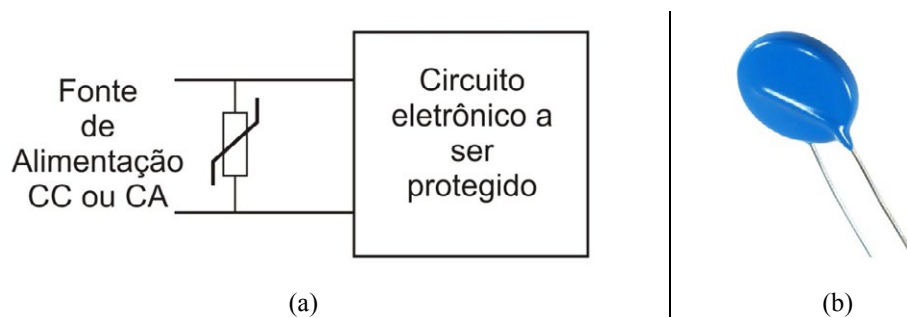 Fonte
de
Alimentação
CC ou CA
Circuito
eletrônico a
ser
protegido
(a)
(b)